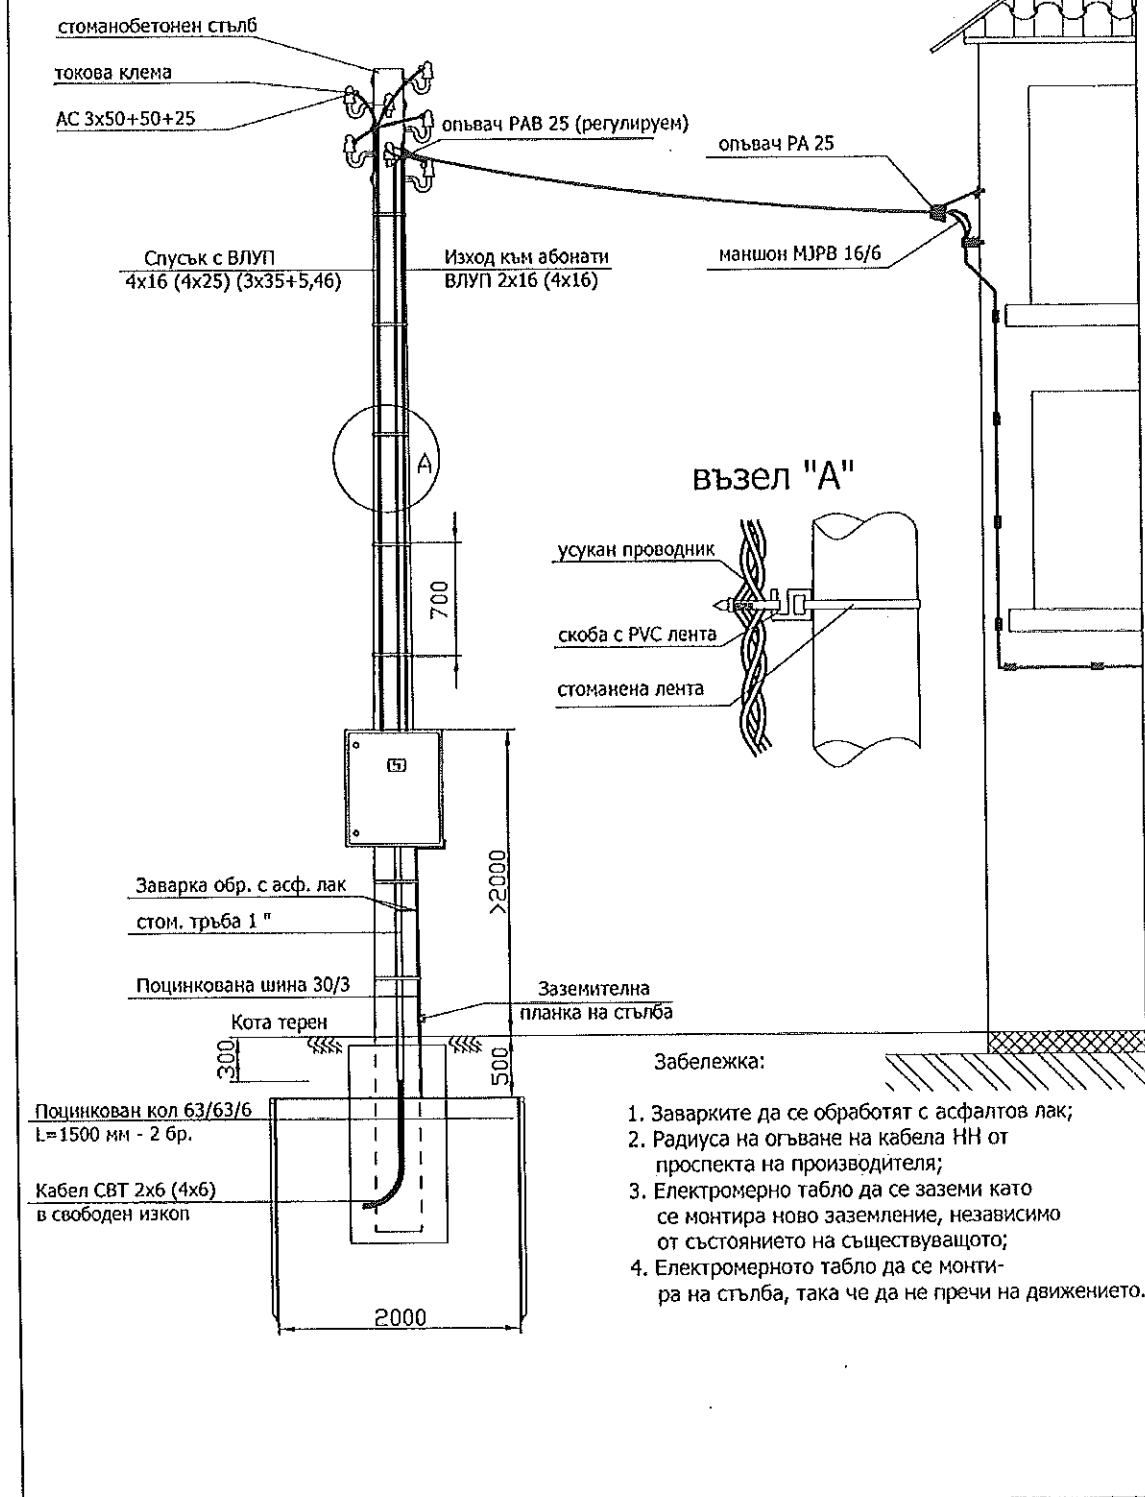 стоманобетонен стълб
токова клема
АС 3х50+50+25
опъвач РАВ 25 (регулируем)
опъвач РА 25
маншон МЈРВ 16/6
Спусък с ВЛУП
4х16 (4х25) (3х35+5,46)
Изход към абонати
ВЛУП 2х16 (4х16)
А
700
възел "А"
усукан проводник
скоба с PVC лента
стоманена лента
>2000
Заварка обр. с асф. лак
стом. тръба 1 "
Поцинкована шина 30/3
Заземителна
планка на стълба
Кота терен
300
500
Поцинкован кол 63/63/6
L=1500 мм - 2 бр.
Кабел СВТ 2х6 (4х6)
в свободен изкоп
2000
Забележка:
1. Заварките да се обработят с асфалтов лак;
2. Радиуса на огъване на кабела НН от
проспекта на производителя;
3. Електромерно табло да се заземи като
се монтира ново заземление, независимо
от състоянието на съществуващото;
4. Електромерното табло да се монти-
ра на стълба, така че да не пречи на движението.